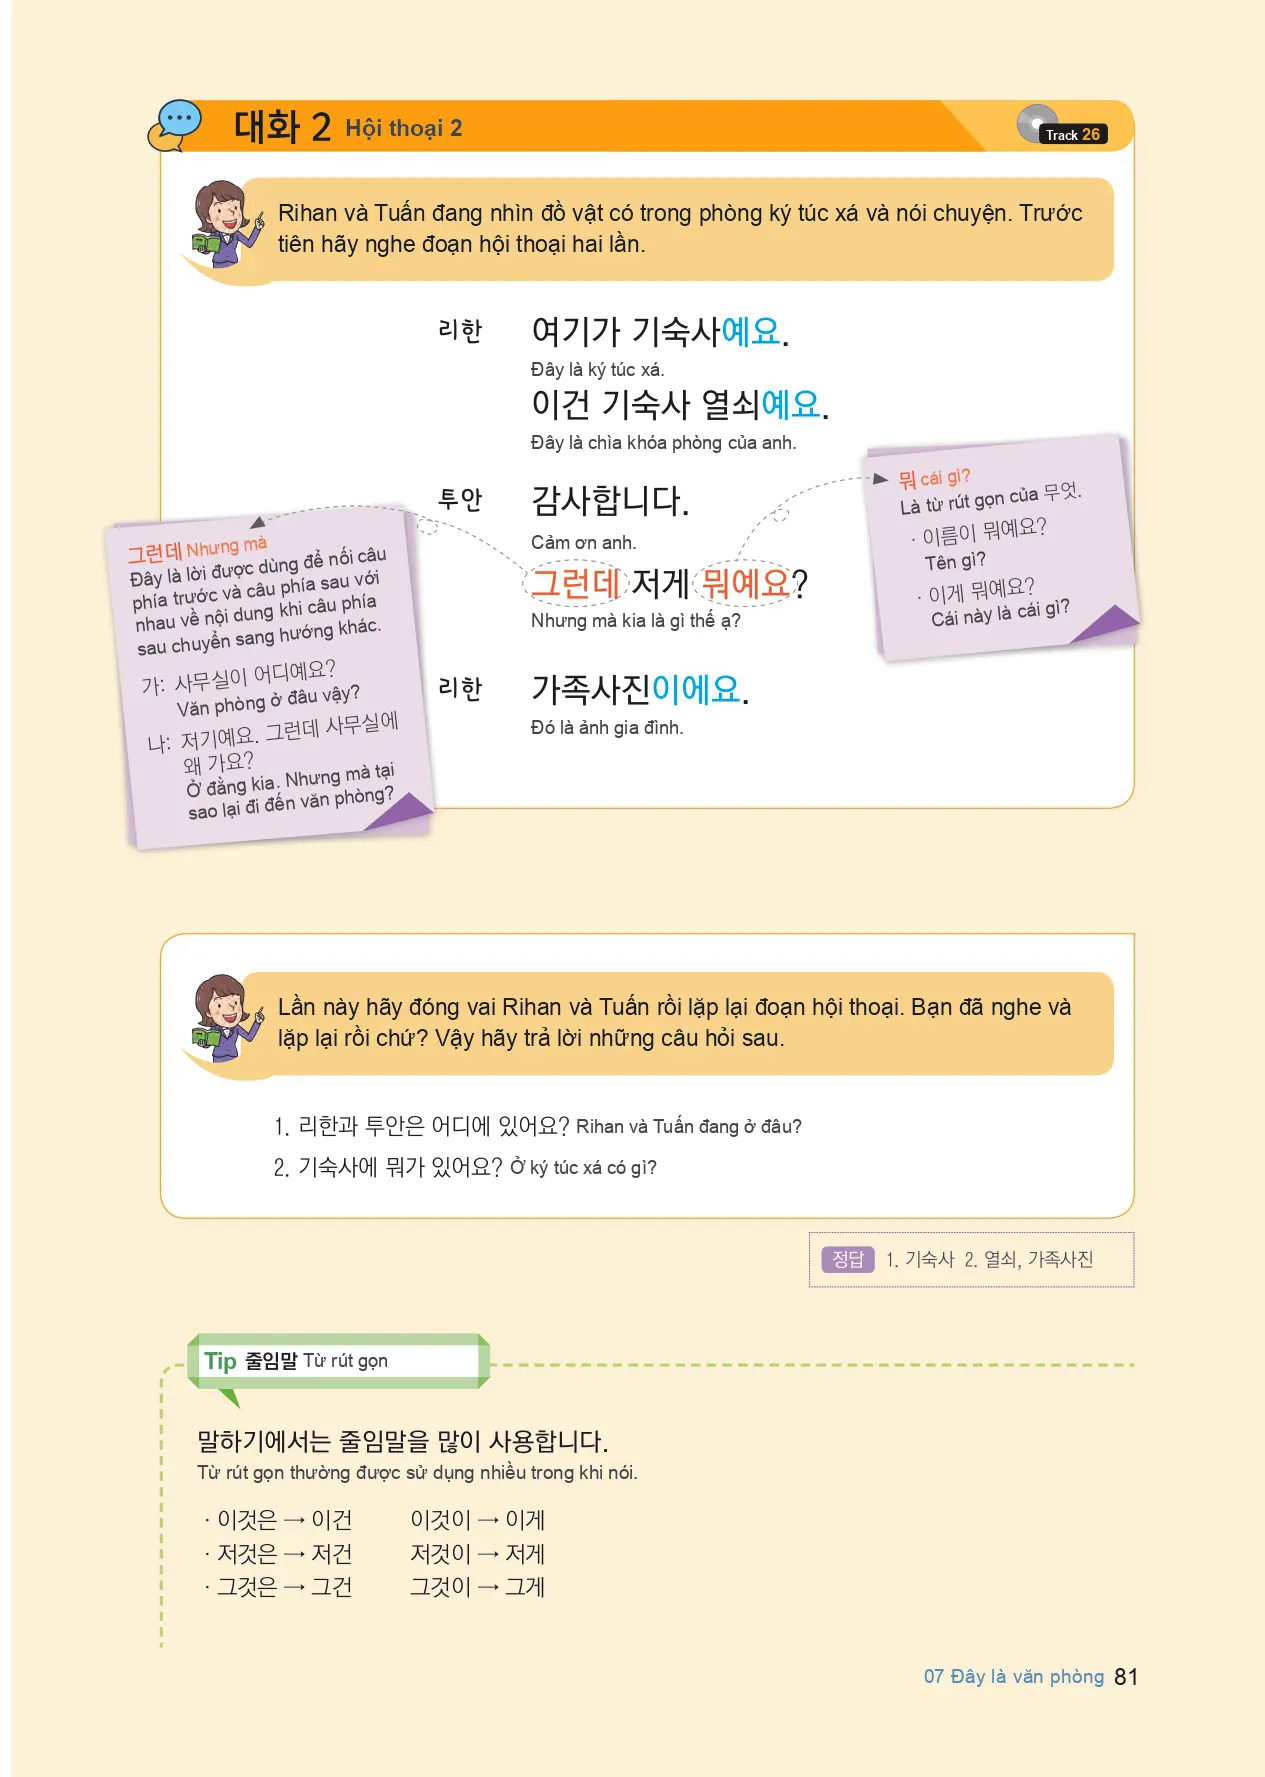 대화 2 Hội thoại 2
Track 26
Rihan và Tuấn đang nhìn đồ vật có trong phòng ký túc xá và nói chuyện. Trước
tiên hãy nghe đoạn hội thoại hai lần.
리한 여기가 기숙사예요.
Đây là ký túc xá.
이건 기숙사 열쇠예요.
Đây là chìa khóa phòng của anh.
투안 감사합니다.
Cảm ơn anh.
그런데 저게 뭐예요?
Nhưng mà kia là gì thế ạ?
리한 가족사진이에요.
Đó là ảnh gia đình.
뭐 cái gì?
Là từ rút gọn của 무엇.
· 이름이 뭐예요?
Tên gì?
· 이게 뭐예요?
Cái này là cái gì?
그런데 Nhưng mà
Đây là lời được dùng để nối câu
phía trước và câu phía sau với
nhau về nội dung khi câu phía
sau chuyển sang hướng khác.
가: 사무실이 어디예요?
Văn phòng ở đâu vậy?
나: 저기예요. 그런데 사무실에
왜 가요?
Ở đằng kia. Nhưng mà tại
sao lại đi đến văn phòng?
Lần này hãy đóng vai Rihan và Tuấn rồi lặp lại đoạn hội thoại. Bạn đã nghe và
lặp lại rồi chứ? Vậy hãy trả lời những câu hỏi sau.
1. 리한과 투안은 어디에 있어요? Rihan và Tuấn đang ở đâu?
2. 기숙사에 뭐가 있어요? Ở ký túc xá có gì?
정답 1. 기숙사 2. 열쇠, 가족사진
Tip 줄임말 Từ rút gọn
말하기에서는 줄임말을 많이 사용합니다.
Từ rút gọn thường được sử dụng nhiều trong khi nói.
· 이것은 → 이건 이것이 → 이게
· 저것은 → 저건 저것이 → 저게
· 그것은 → 그건 그것이 → 그게
07 Đây là văn phòng 81